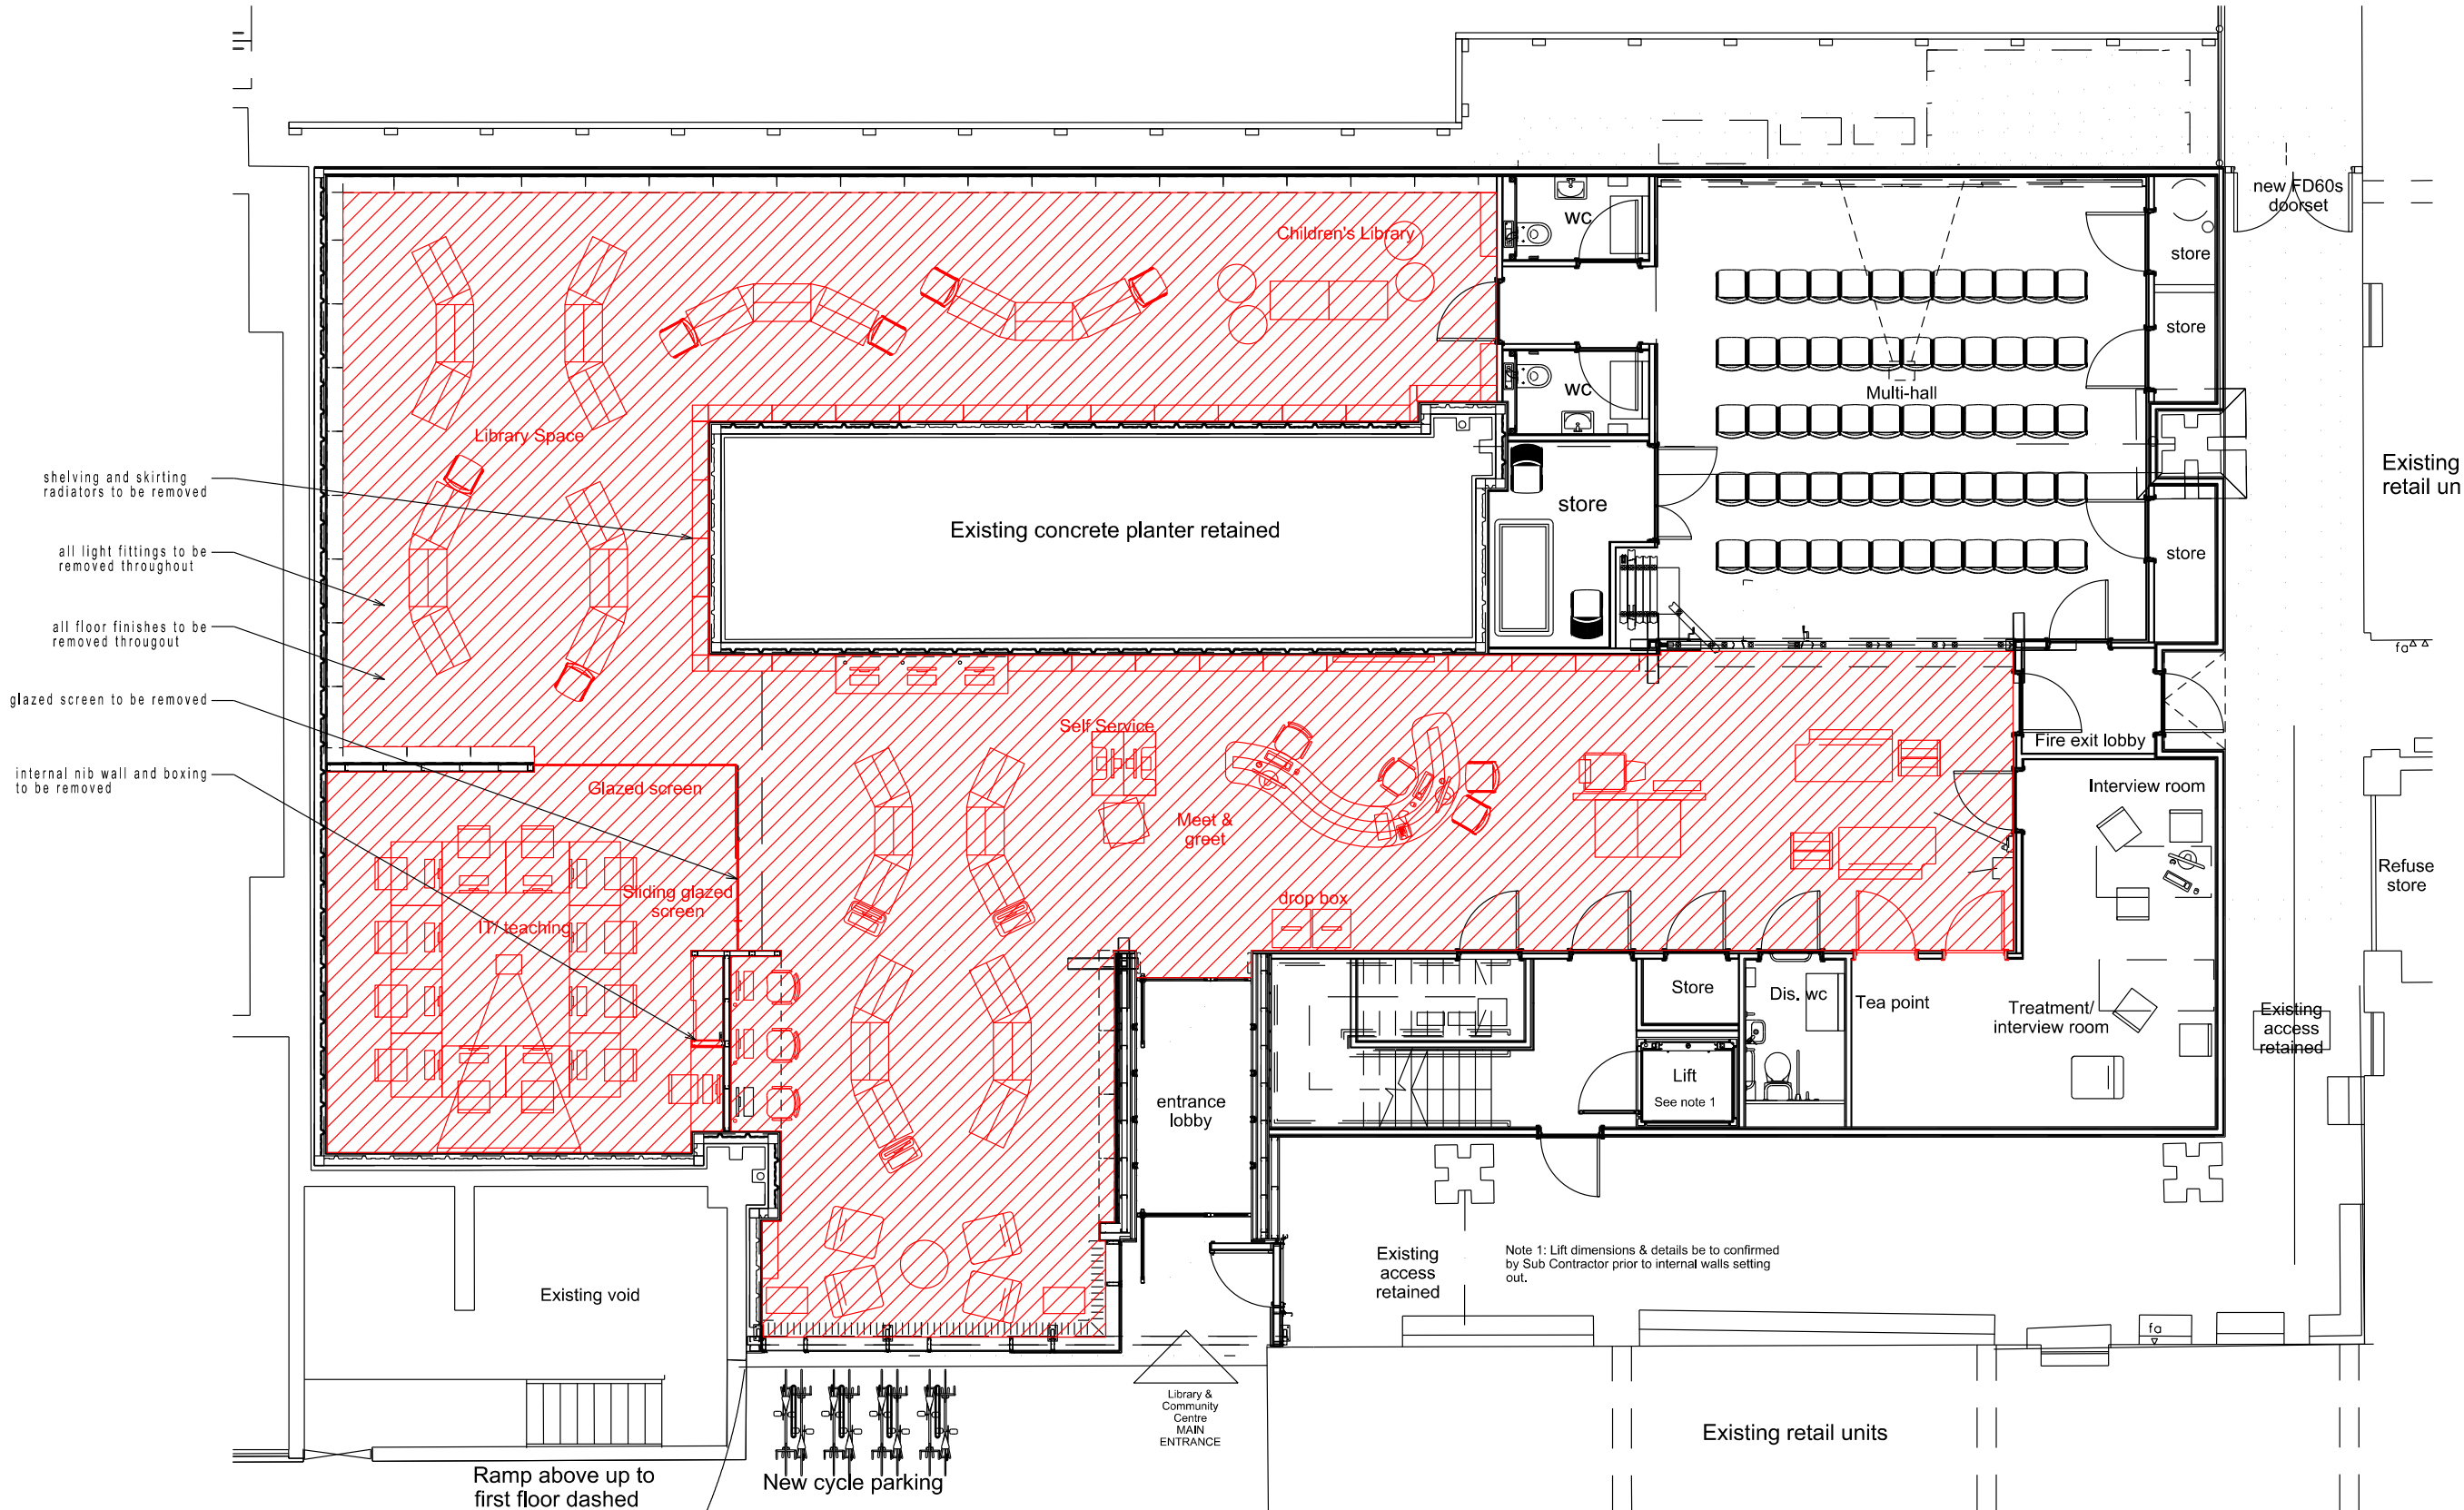 new FD60s
doorset
Children's Library
wc
store
store
wc
Multi-hall
Library Space
shelving and skirting
radiators to be removed
Existing
retail un
store
Existing concrete planter retained
all light fittings to be
removed throughout
store
all floor finishes to be
removed througout
fa
glazed screen to be removed
Self Service
Fire exit lobby
internal nib wall and boxing
to be removed
Glazed screen
Interview room
Meet &
greet
Refuse
store
Sliding glazed
screen
drop box
IT/ teaching
Store
Dis. wc
Tea point
Treatment/
interview room
Existing
access
retained
Lift
See note 1
entrance
lobby
Existing
access
retained
Note 1: Lift dimensions & details be to confirmed
by Sub Contractor prior to internal walls setting
out.
Existing void
fa
Library &
Community
Centre
MAIN
ENTRANCE
Existing retail units
Ramp above up to
first floor dashed
New cycle parking